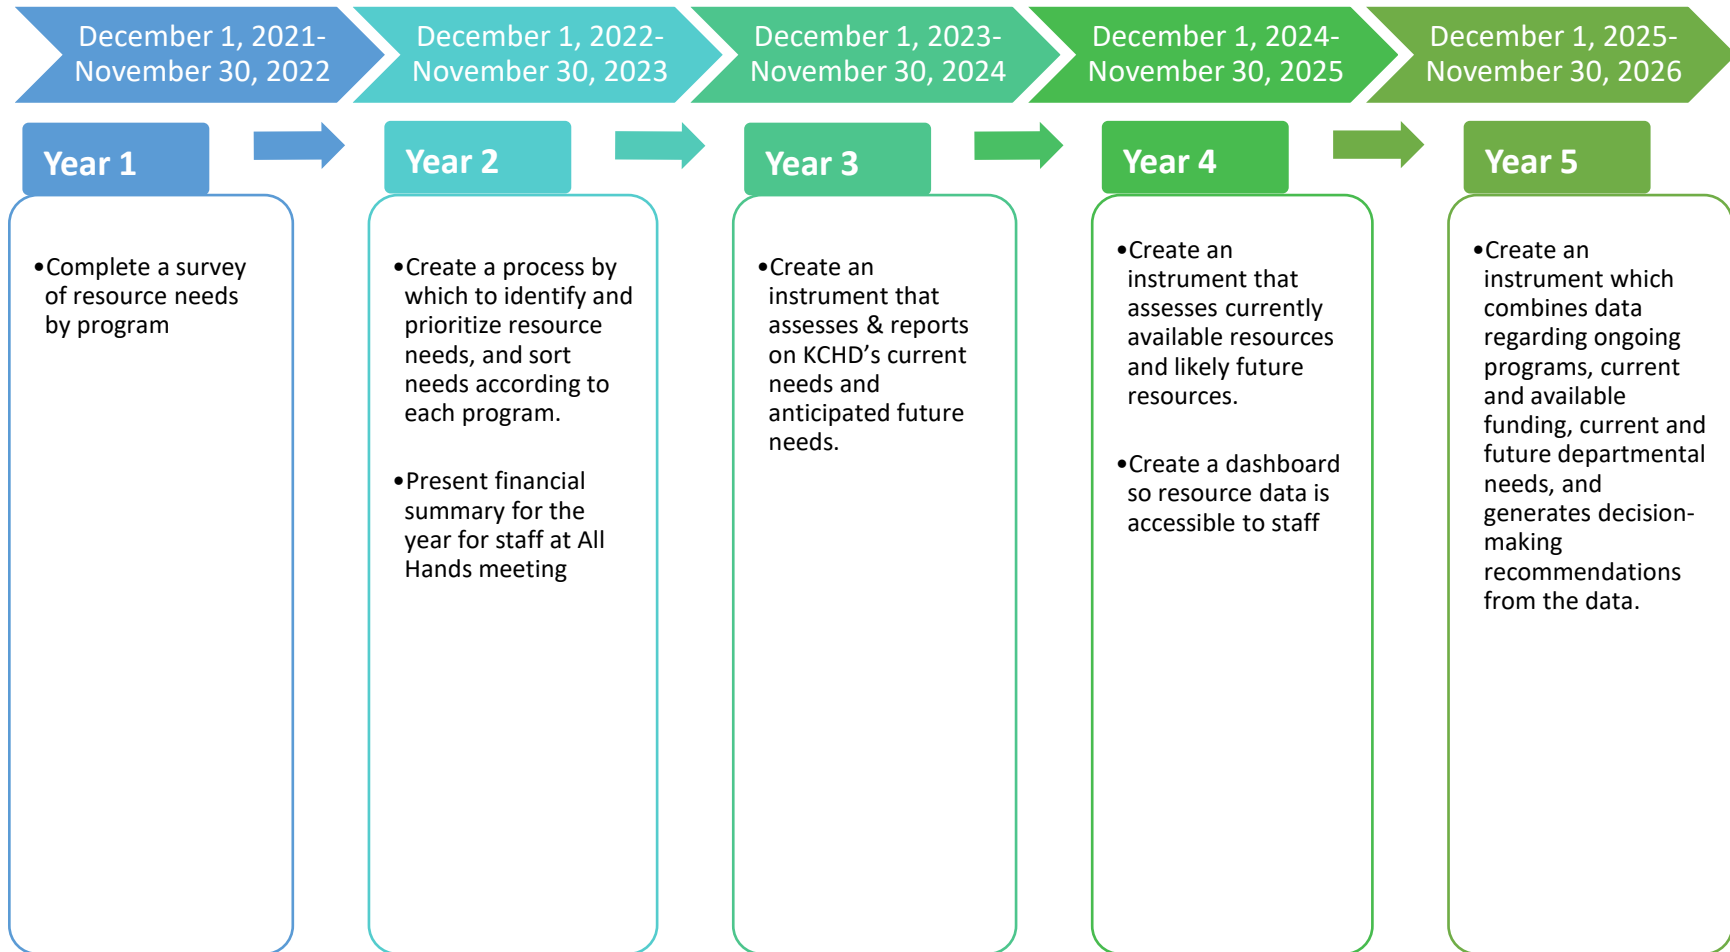 December 1, 2021-
November 30, 2022
December 1, 2022-
November 30, 2023
December 1, 2023-
November 30, 2024
December 1, 2024-
November 30, 2025
December 1, 2025-
November 30, 2026
Year 1
•Complete a survey
of resource needs
by program
Year 2
•Create a process by
which to identify and
prioritize resource
needs, and sort
needs according to
each program.
•Present financial
summary for the
year for staff at All
Hands meeting
Year 3
•Create an
instrument that
assesses & reports
on KCHD’s current
needs and
anticipated future
needs.
Year 4
•Create an
instrument that
assesses currently
available resources
and likely future
resources.
•Create a dashboard
so resource data is
accessible to staff
Year 5
•Create an
instrument which
combines data
regarding ongoing
programs, current
and available
funding, current and
future departmental
needs, and
generates decision-
making
recommendations
from the data.